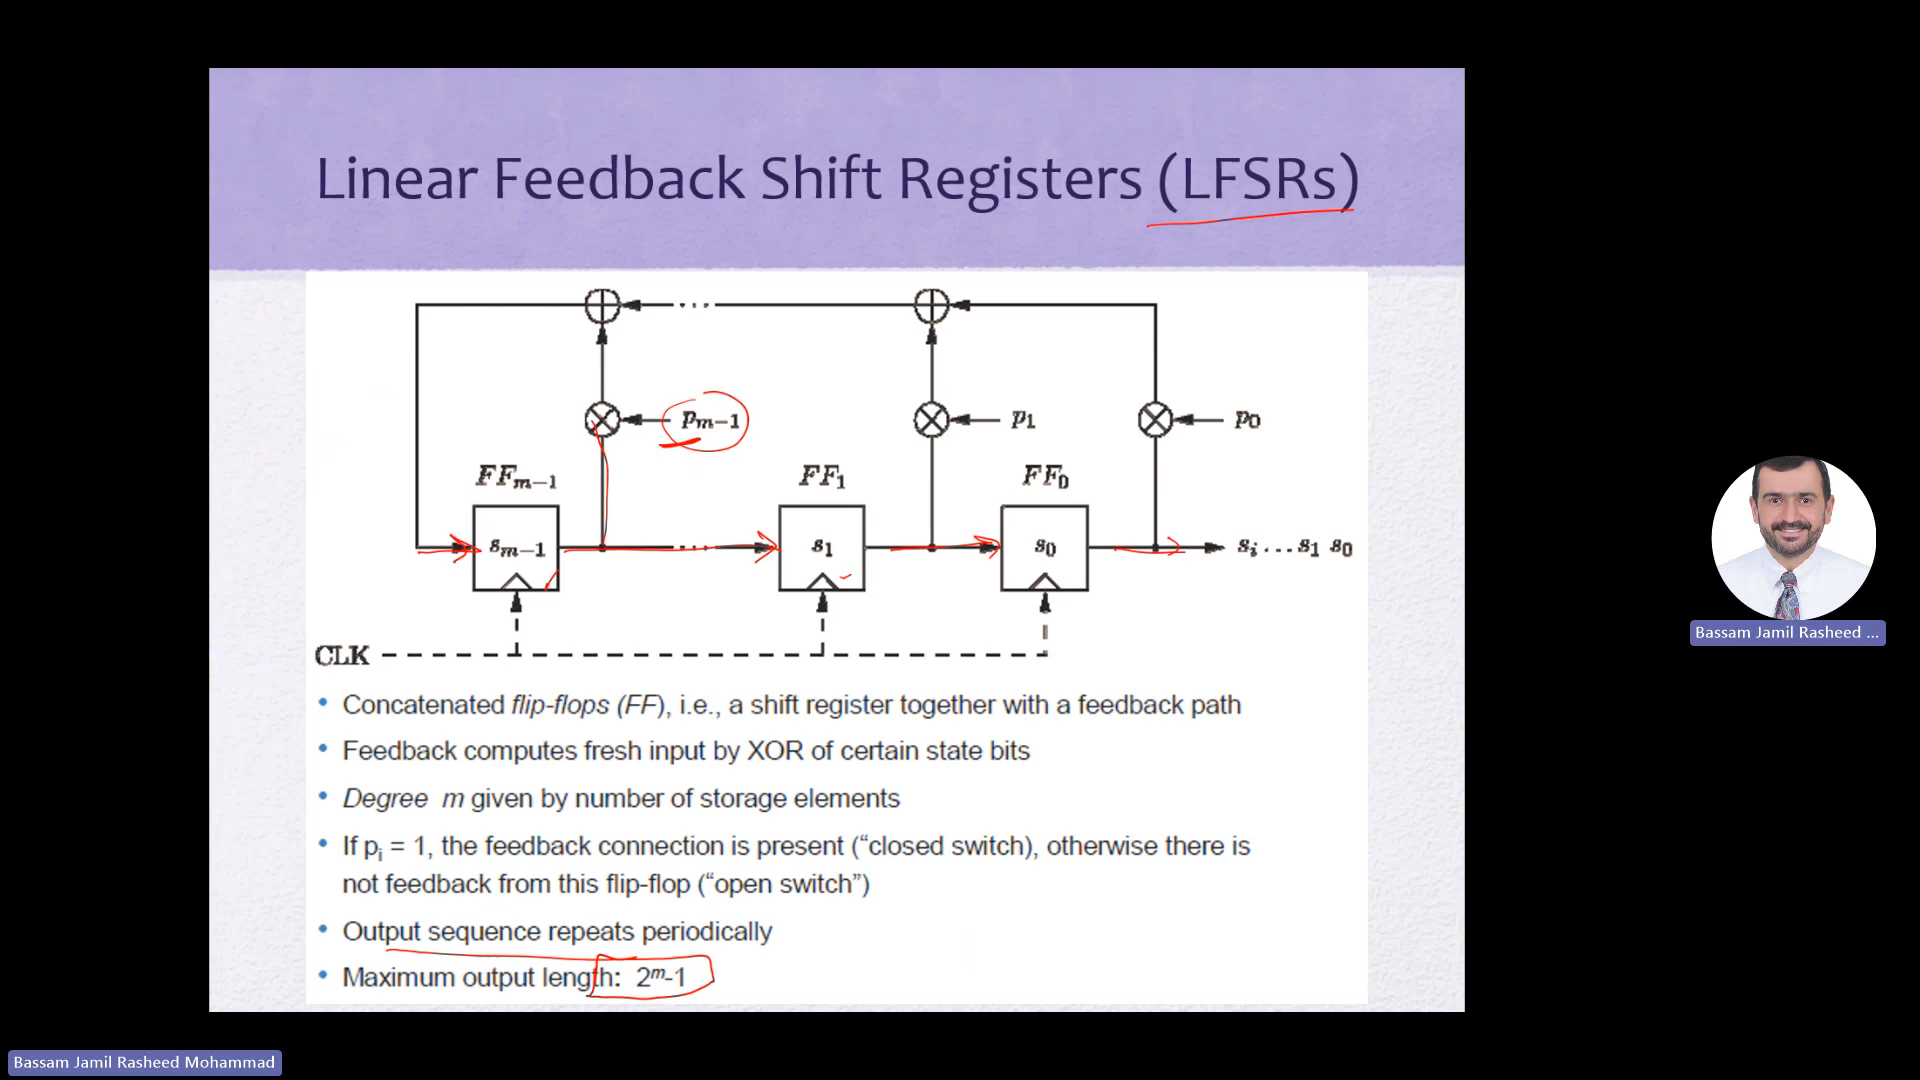 Linear Feedback Shift Registers (LFSRs)
p_{m-1}
p_1
p_0
FF_{m-1}
FF_1
FF_0
s_{m-1}
s_1
s_0
s_i . . . s_1 s_0
CLK
• Concatenated flip-flops (FF), i.e., a shift register together with a feedback path
• Feedback computes fresh input by XOR of certain state bits
• Degree m given by number of storage elements
• If p_i = 1, the feedback connection is present (“closed switch), otherwise there is
not feedback from this flip-flop (“open switch”)
• Output sequence repeats periodically
• Maximum output length: 2^m-1
Bassam Jamil Rasheed ...
Bassam Jamil Rasheed Mohammad